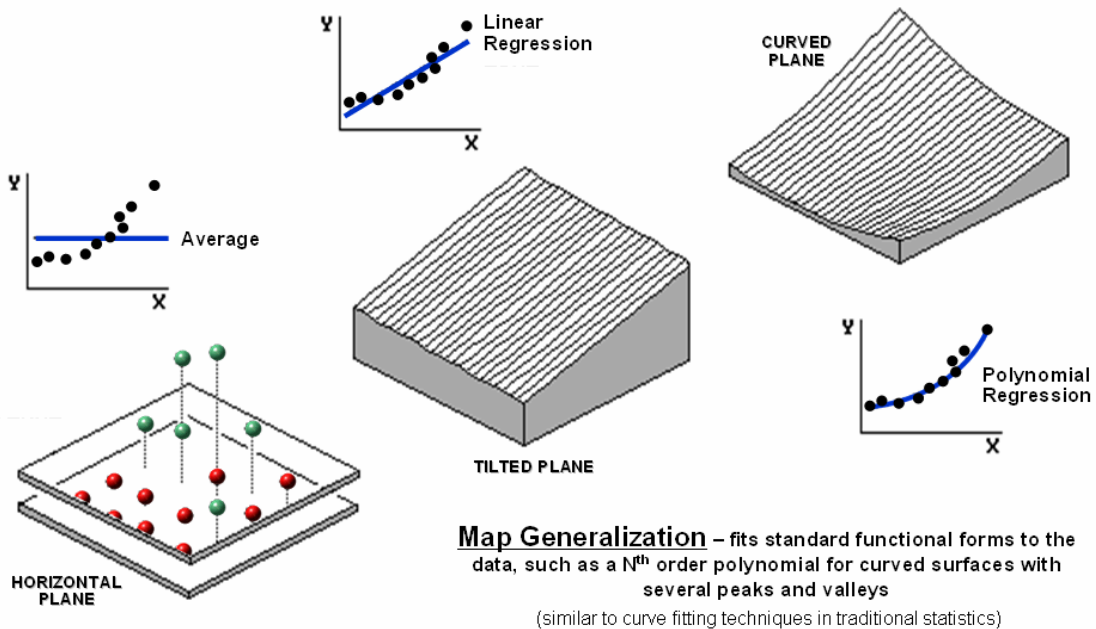 Y
Linear
Regression
X
CURVED
PLANE
Y
Average
X
Y
Polynomial
Regression
X
TILTED PLANE
HORIZONTAL
PLANE
Map Generalization – fits standard functional forms to the
data, such as a Nth order polynomial for curved surfaces with
several peaks and valleys
(similar to curve fitting techniques in traditional statistics)